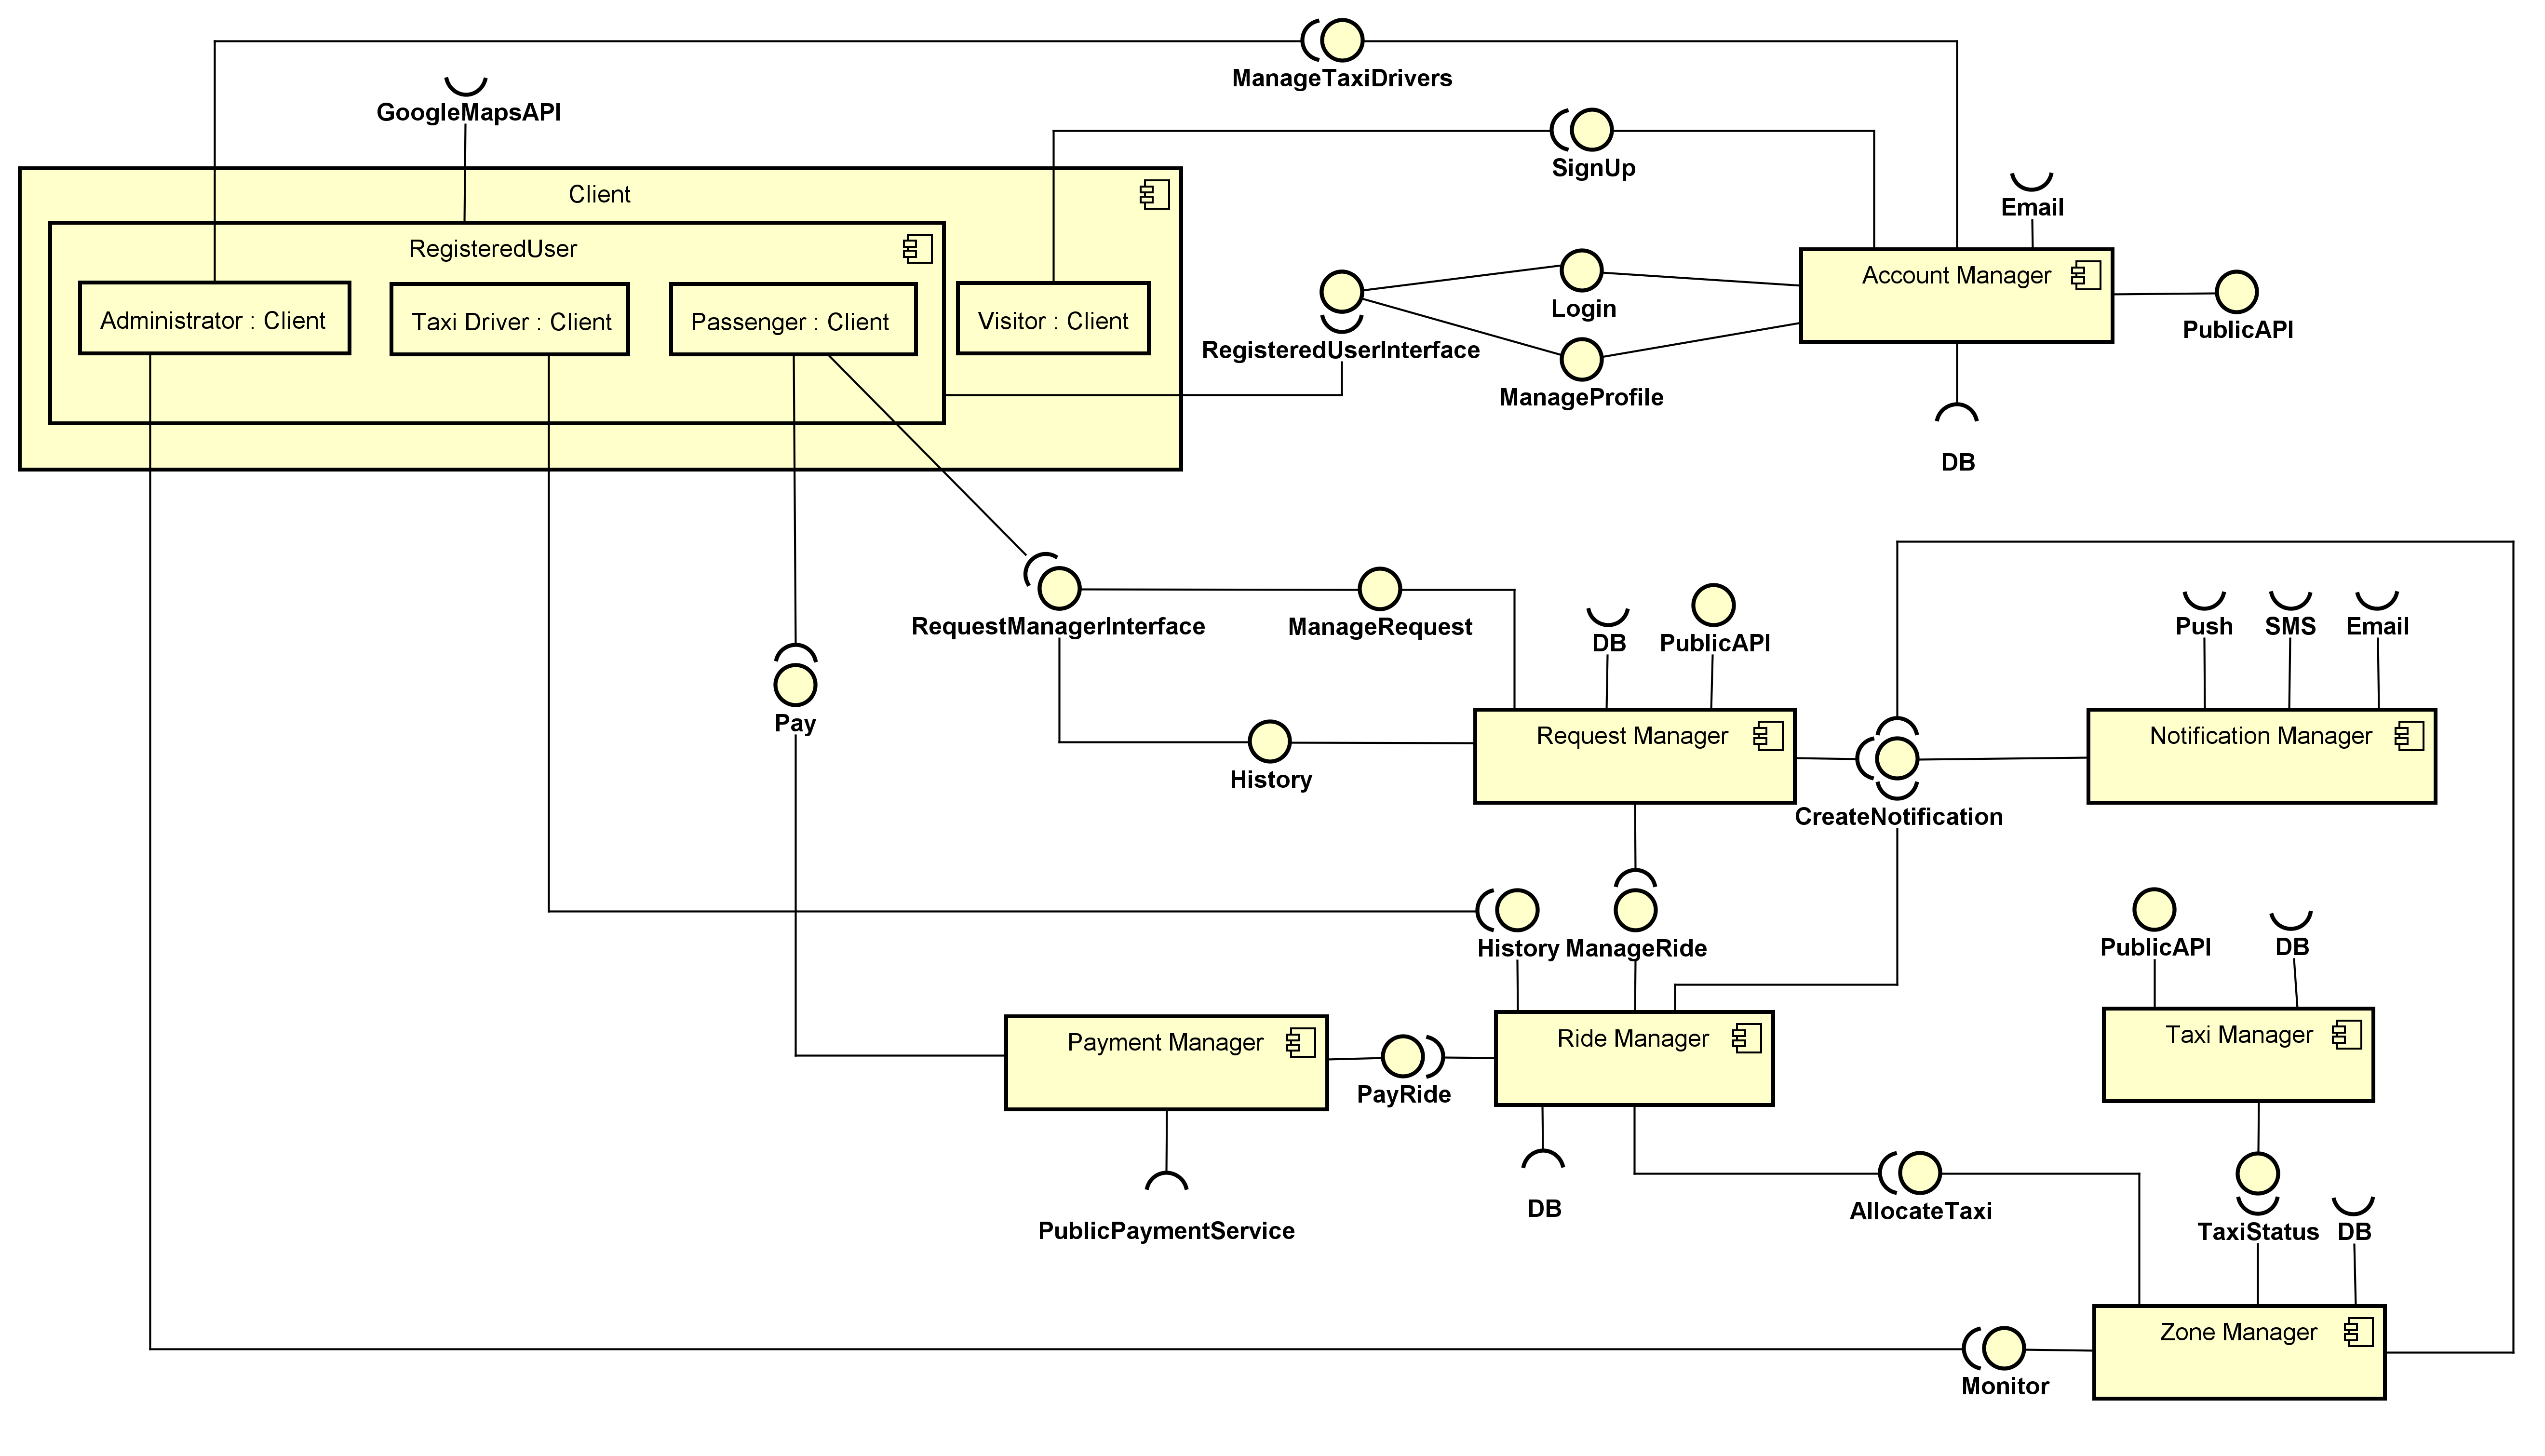 ManageTaxiDrivers
GoogleMapsAPI
SignUp
Client
Email
RegisteredUser
Account Manager
Administrator : Client
Taxi Driver : Client
Passenger : Client
Visitor : Client
Login
PublicAPI
RegisteredUserInterface
ManageProfile
DB
RequestManagerInterface
ManageRequest
DB
PublicAPI
Push
SMS
Email
Pay
Request Manager
Notification Manager
History
CreateNotification
History
ManageRide
PublicAPI
DB
Payment Manager
Ride Manager
Taxi Manager
PayRide
DB
AllocateTaxi
PublicPaymentService
TaxiStatus
DB
Zone Manager
Monitor